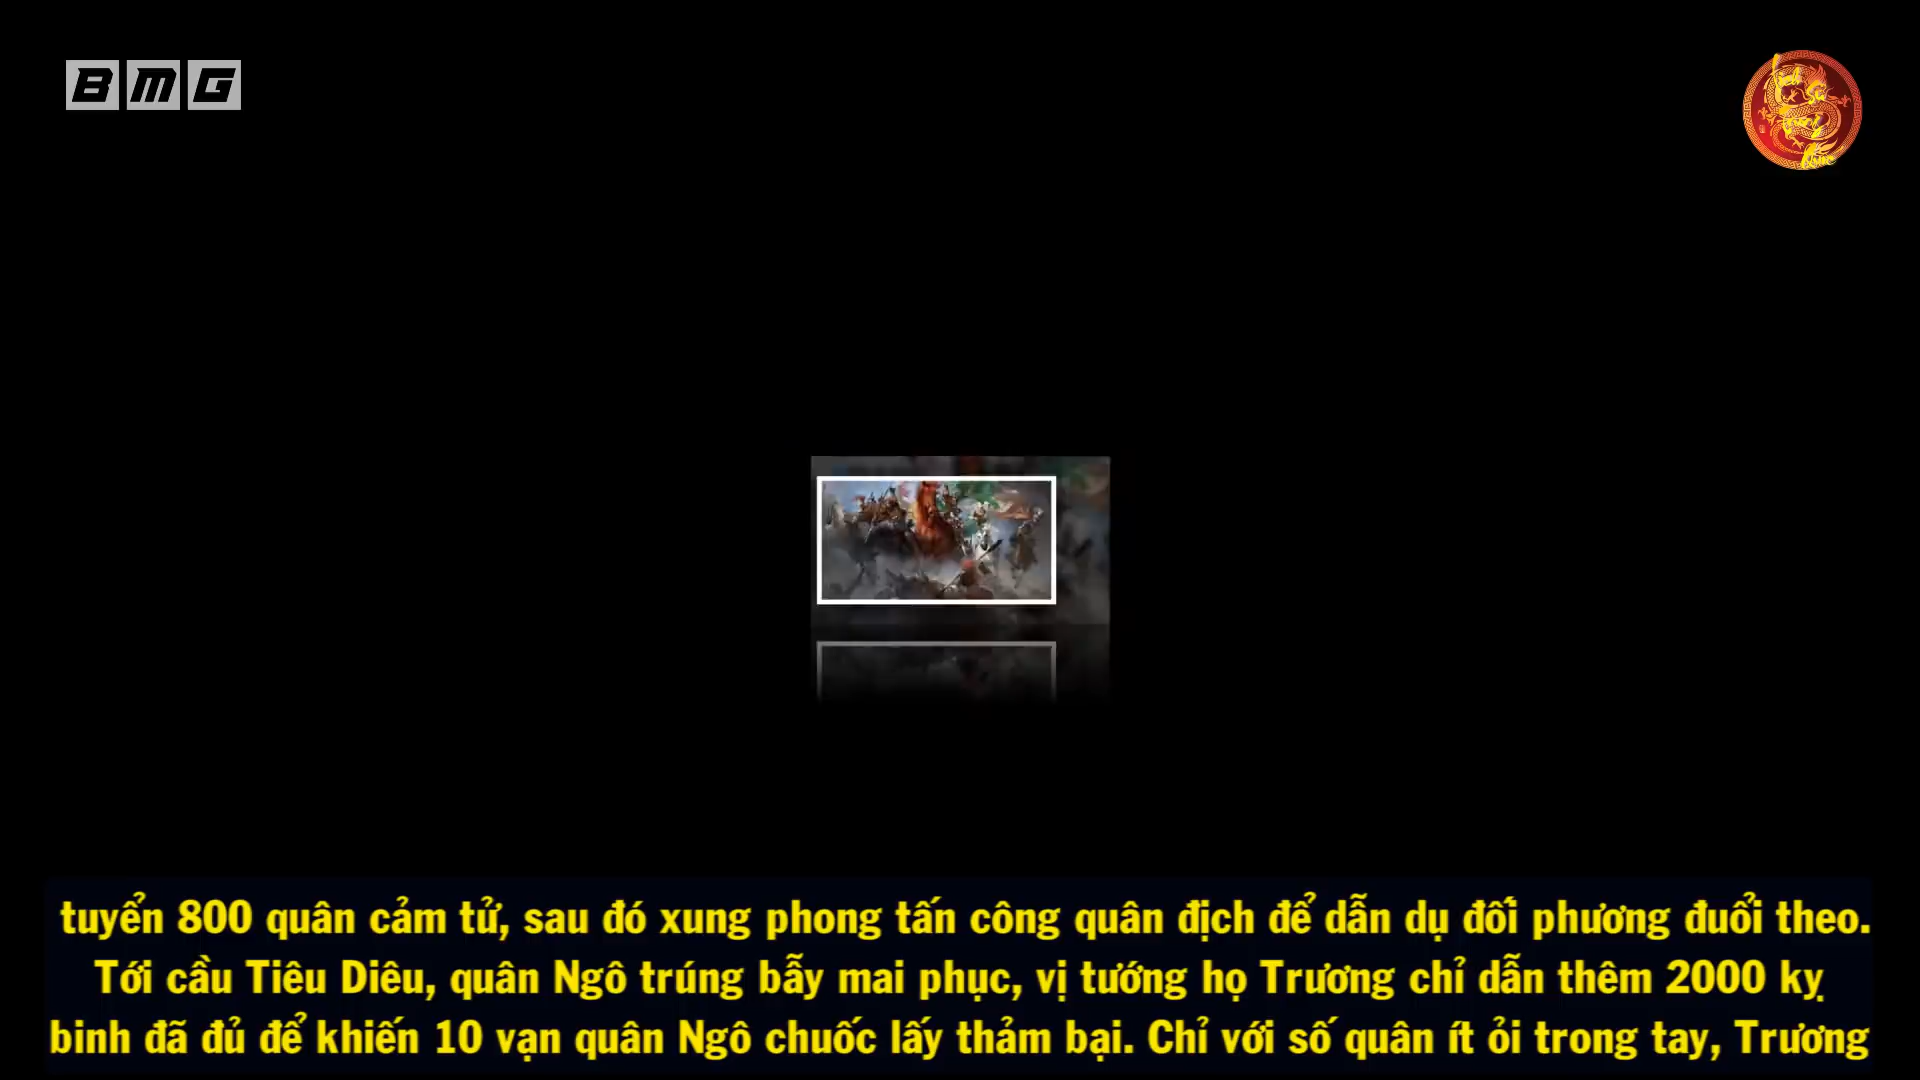 BMG
tuyển 800 quân cảm tử, sau đó xung phong tấn công quân địch để dẫn dụ đối phương đuổi theo.
Tới cầu Tiêu Diêu, quân Ngô trúng bẫy mai phục, vị tướng họ Trương chỉ dẫn thêm 2000 kỵ
binh đã đủ để khiến 10 vạn quân Ngô chuốc lấy thảm bại. Chỉ với số quân ít ỏi trong tay, Trương